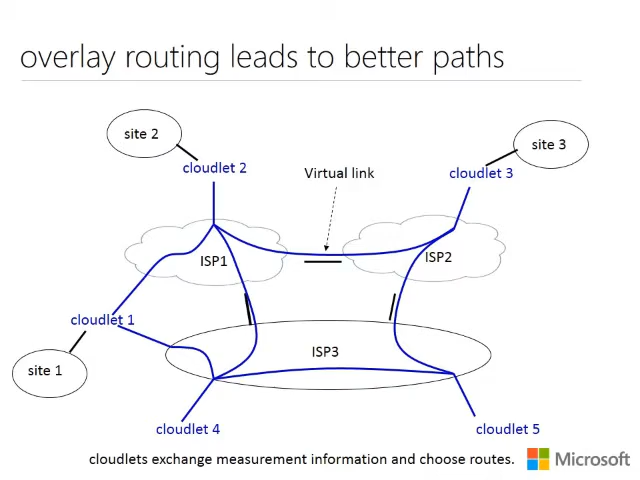 overlay routing leads to better paths
site 2
site 3
cloudlet 2
Virtual link
cloudlet 3
ISP1
ISP2
cloudlet 1
ISP3
site 1
cloudlet 4
cloudlet 5
cloudlets exchange measurement information and choose routes.
Microsoft